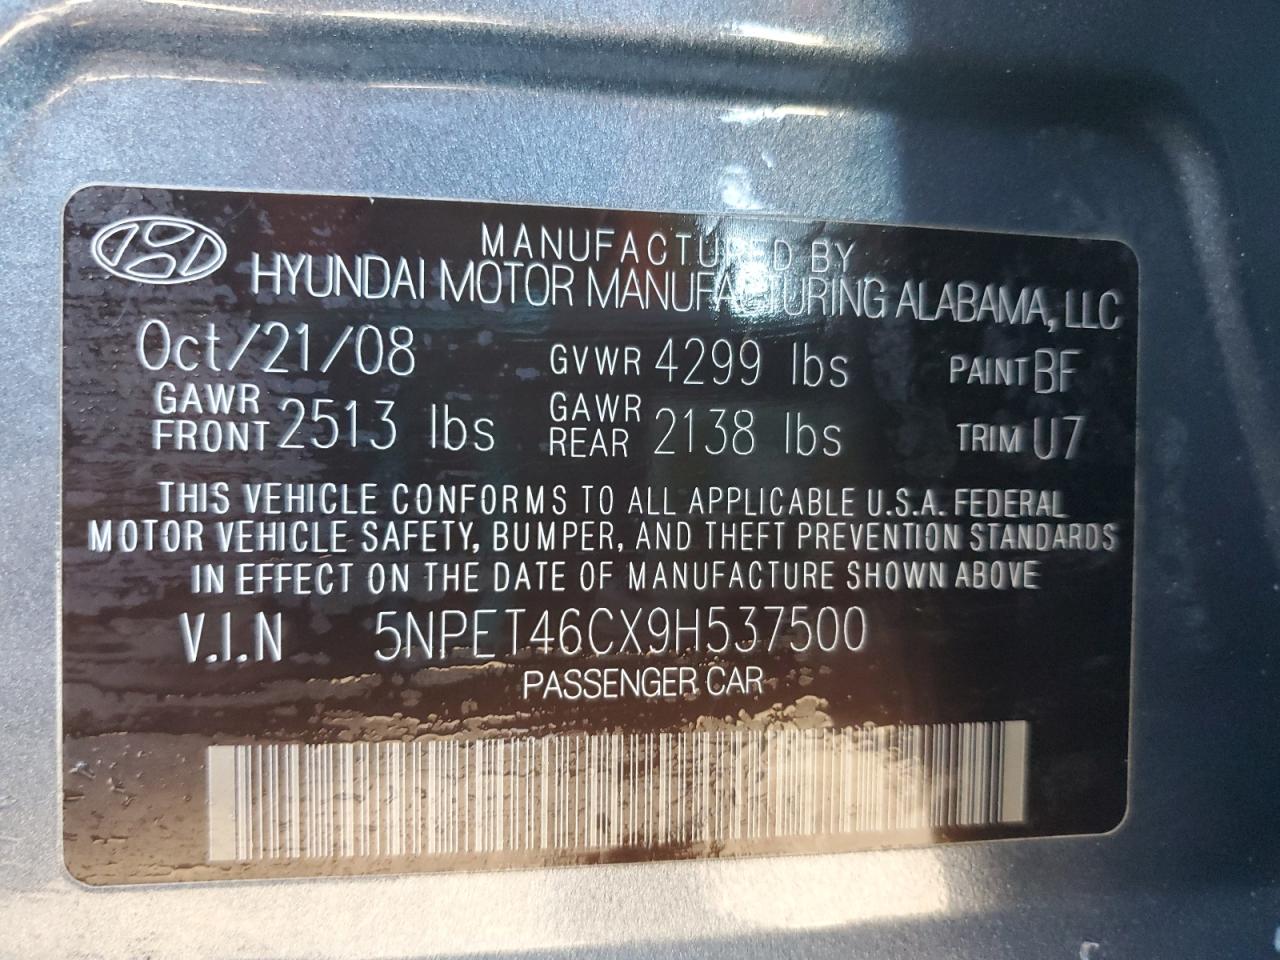 MANUFACTURED BY
HYUNDAI MOTOR MANUFACTURING ALABAMA, LLC
Oct/21/08 GVWR 4299 lbs PAINT BF
GAWR FRONT 2513 lbs GAWR REAR 2138 lbs TRIM U7
THIS VEHICLE CONFORMS TO ALL APPLICABLE U.S.A. FEDERAL
MOTOR VEHICLE SAFETY, BUMPER, AND THEFT PREVENTION STANDARDS
IN EFFECT ON THE DATE OF MANUFACTURE SHOWN ABOVE
V.I.N 5NPET46CX9H537500
PASSENGER CAR